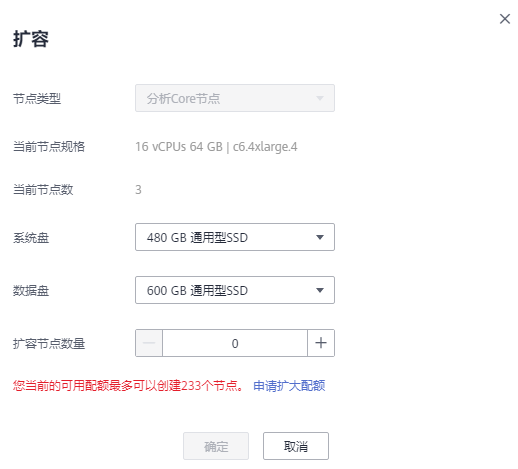 扩容
节点类型 分析Core节点
当前节点规格 16 vCPUs 64 GB | c6.4xlarge.4
当前节点数 3
系统盘 480 GB 通用型SSD
数据盘 600 GB 通用型SSD
扩容节点数量 0
您当前的可用配额最多可以创建233个节点。 申请扩大配额
确定 取消